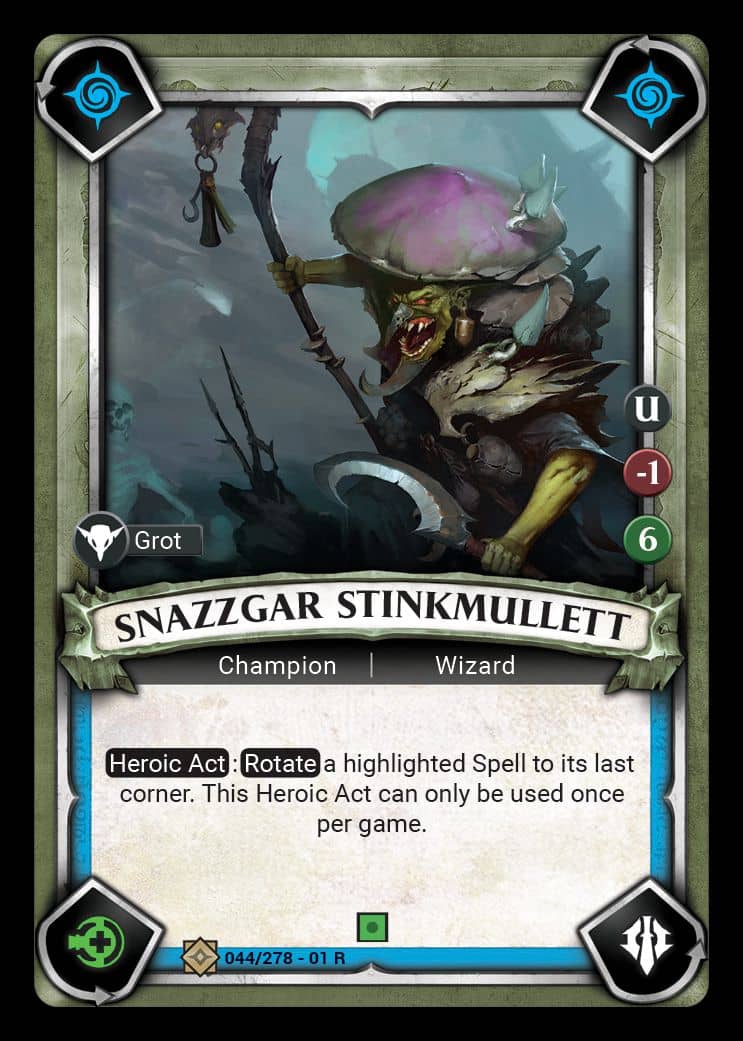 U
-1
6
Grot
SNAZZGAR STINKMULLETT
Champion | Wizard
Heroic Act : Rotate a highlighted Spell to its last
corner. This Heroic Act can only be used once
per game.
044/278 - 01 R